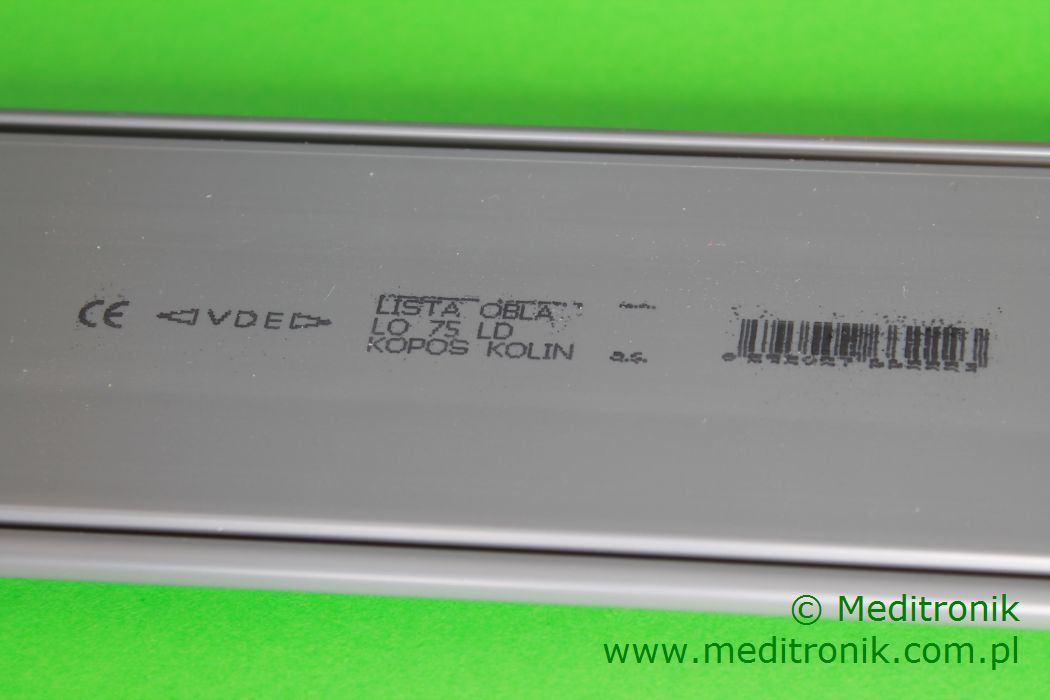 CE
VDE
LISTA OBLA
LO 75 LD
KOPOS KOLIN a.s.
© Meditronik
www.meditronik.com.pl